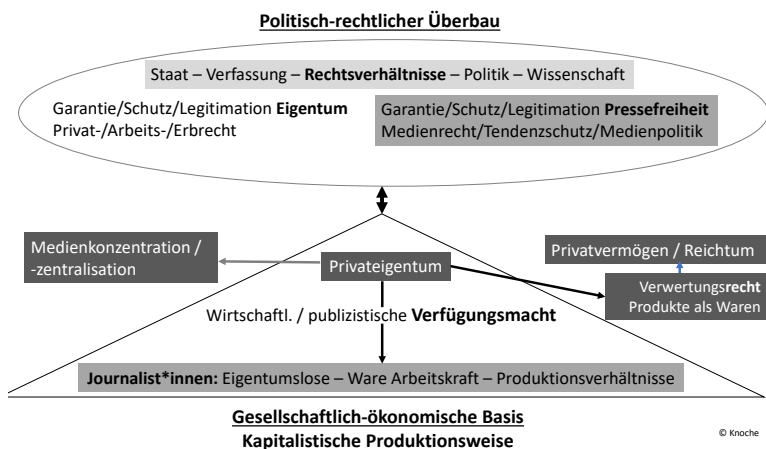 Politisch-rechtlicher Überbau
Staat – Verfassung – Rechtsverhältnisse – Politik – Wissenschaft
Garantie/Schutz/Legitimation Eigentum
Privat-/Arbeits-/Erbrecht
Garantie/Schutz/Legitimation Pressefreiheit
Medienrecht/Tendenzschutz/Medienpolitik
Medienkonzentration /
-zentralisation
Privateigentum
Privatvermögen / Reichtum
Verwertungsrecht
Produkte als Waren
Wirtschaftl. / publizistische Verfügungsmacht
Journalist*innen: Eigentumslose – Ware Arbeitskraft – Produktionsverhältnisse
Gesellschaftlich-ökonomische Basis
Kapitalistische Produktionsweise
© Knoche